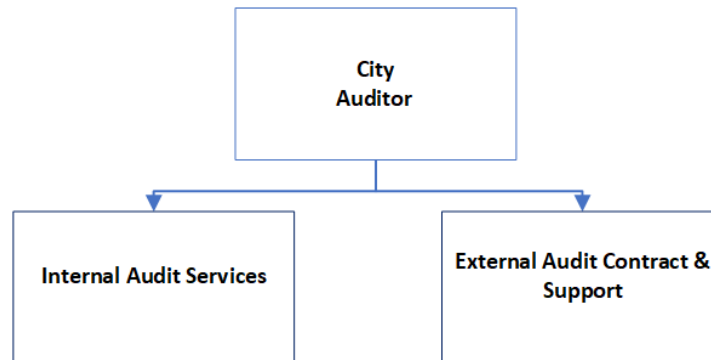 City
Auditor
Internal Audit Services
External Audit Contract &
Support